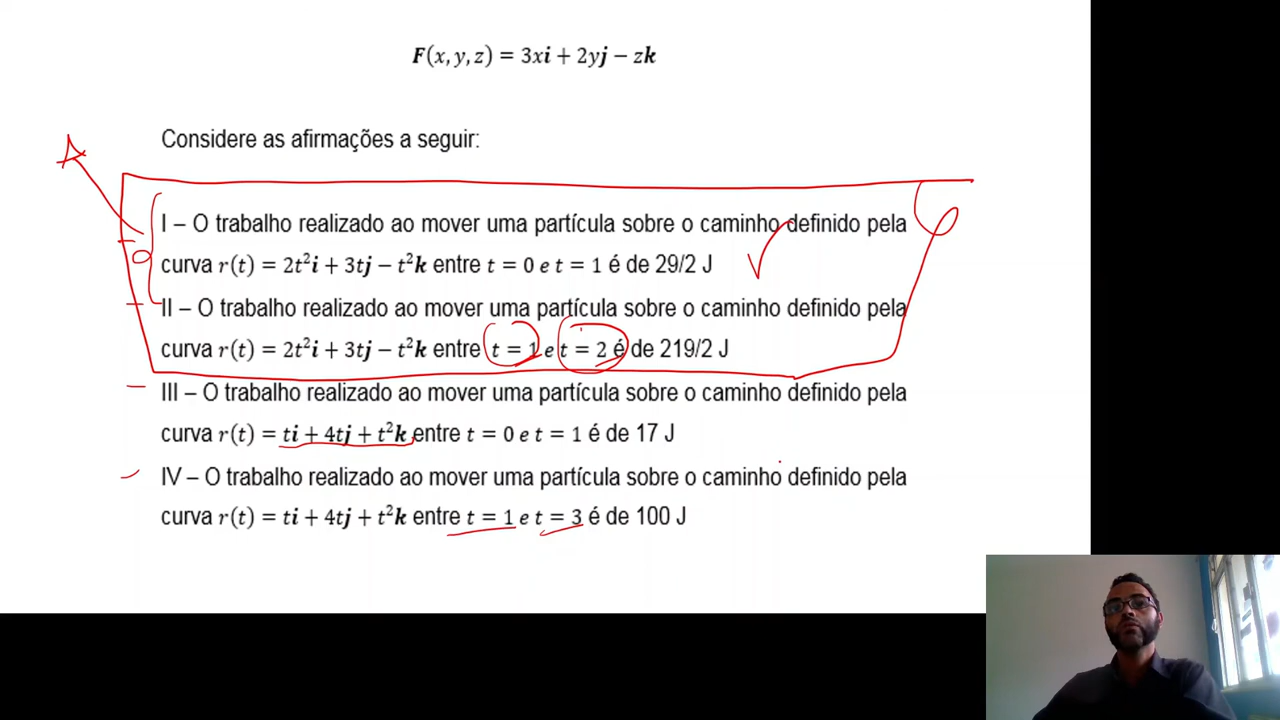 F(x, y, z) = 3xi + 2yj − zk
Considere as afirmações a seguir:
A
I – O trabalho realizado ao mover uma partícula sobre o caminho definido pela
curva r(t) = 2t²i + 3tj − t²k entre t = 0 e t = 1 é de 29/2 J
II – O trabalho realizado ao mover uma partícula sobre o caminho definido pela
curva r(t) = 2t²i + 3tj − t²k entre t = 1 e t = 2 é de 219/2 J
III – O trabalho realizado ao mover uma partícula sobre o caminho definido pela
curva r(t) = ti + 4tj + t²k entre t = 0 e t = 1 é de 17 J
IV – O trabalho realizado ao mover uma partícula sobre o caminho definido pela
curva r(t) = ti + 4tj + t²k entre t = 1 e t = 3 é de 100 J